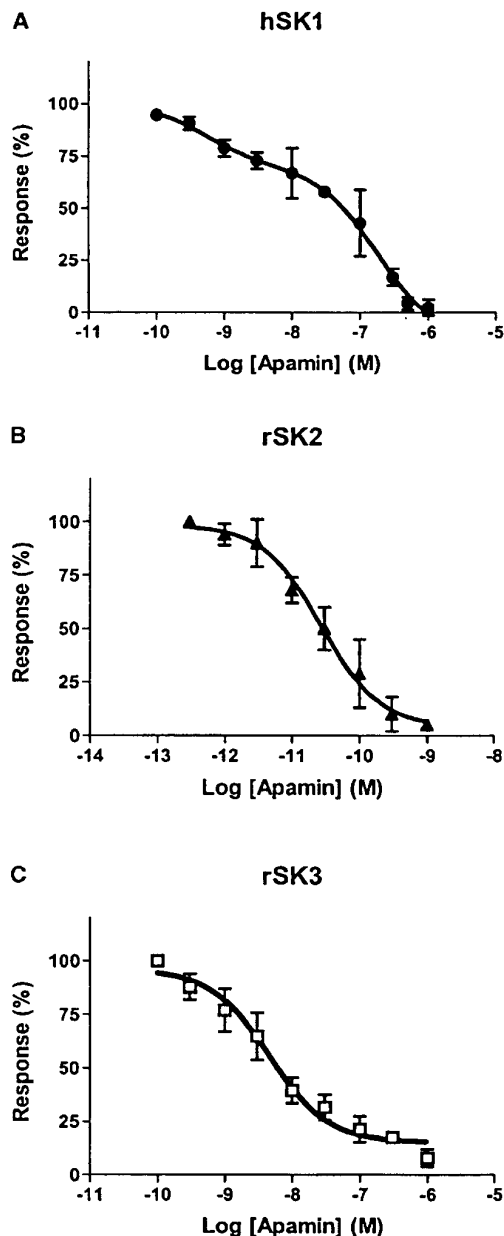 A
hSK1
Response (%)
100
75
50
25
0
-11 -10 -9 -8 -7 -6 -5
Log [Apamin] (M)
B
rSK2
Response (%)
100
75
50
25
0
-14 -13 -12 -11 -10 -9 -8
Log [Apamin] (M)
C
rSK3
Response (%)
100
75
50
25
0
-11 -10 -9 -8 -7 -6 -5
Log [Apamin] (M)